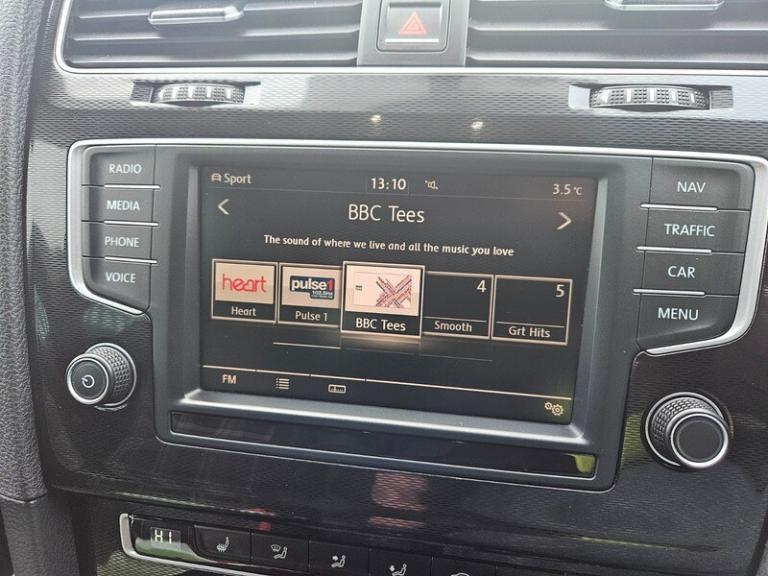 RADIO
MEDIA
PHONE
VOICE
Sport
13:10
3.5 °C
BBC Tees
The sound of where we live and all the music you love
heart
Heart
pulse1
Pulse 1
BBC Tees
4
Smooth
5
Grt Hits
FM
NAV
TRAFFIC
CAR
MENU
HI